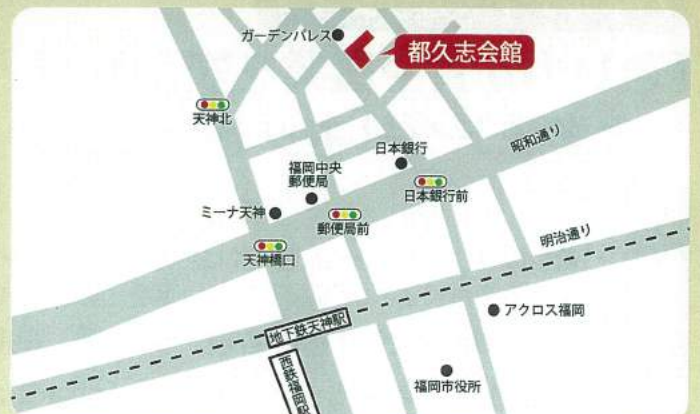 ガーデンパレス
都久志会館
天神北
昭和通り
日本銀行
福岡中央
郵便局
日本銀行前
ミーナ天神
郵便局前
明治通り
天神橋口
アクロス福岡
地下鉄天神駅
西鉄福岡駅
福岡市役所